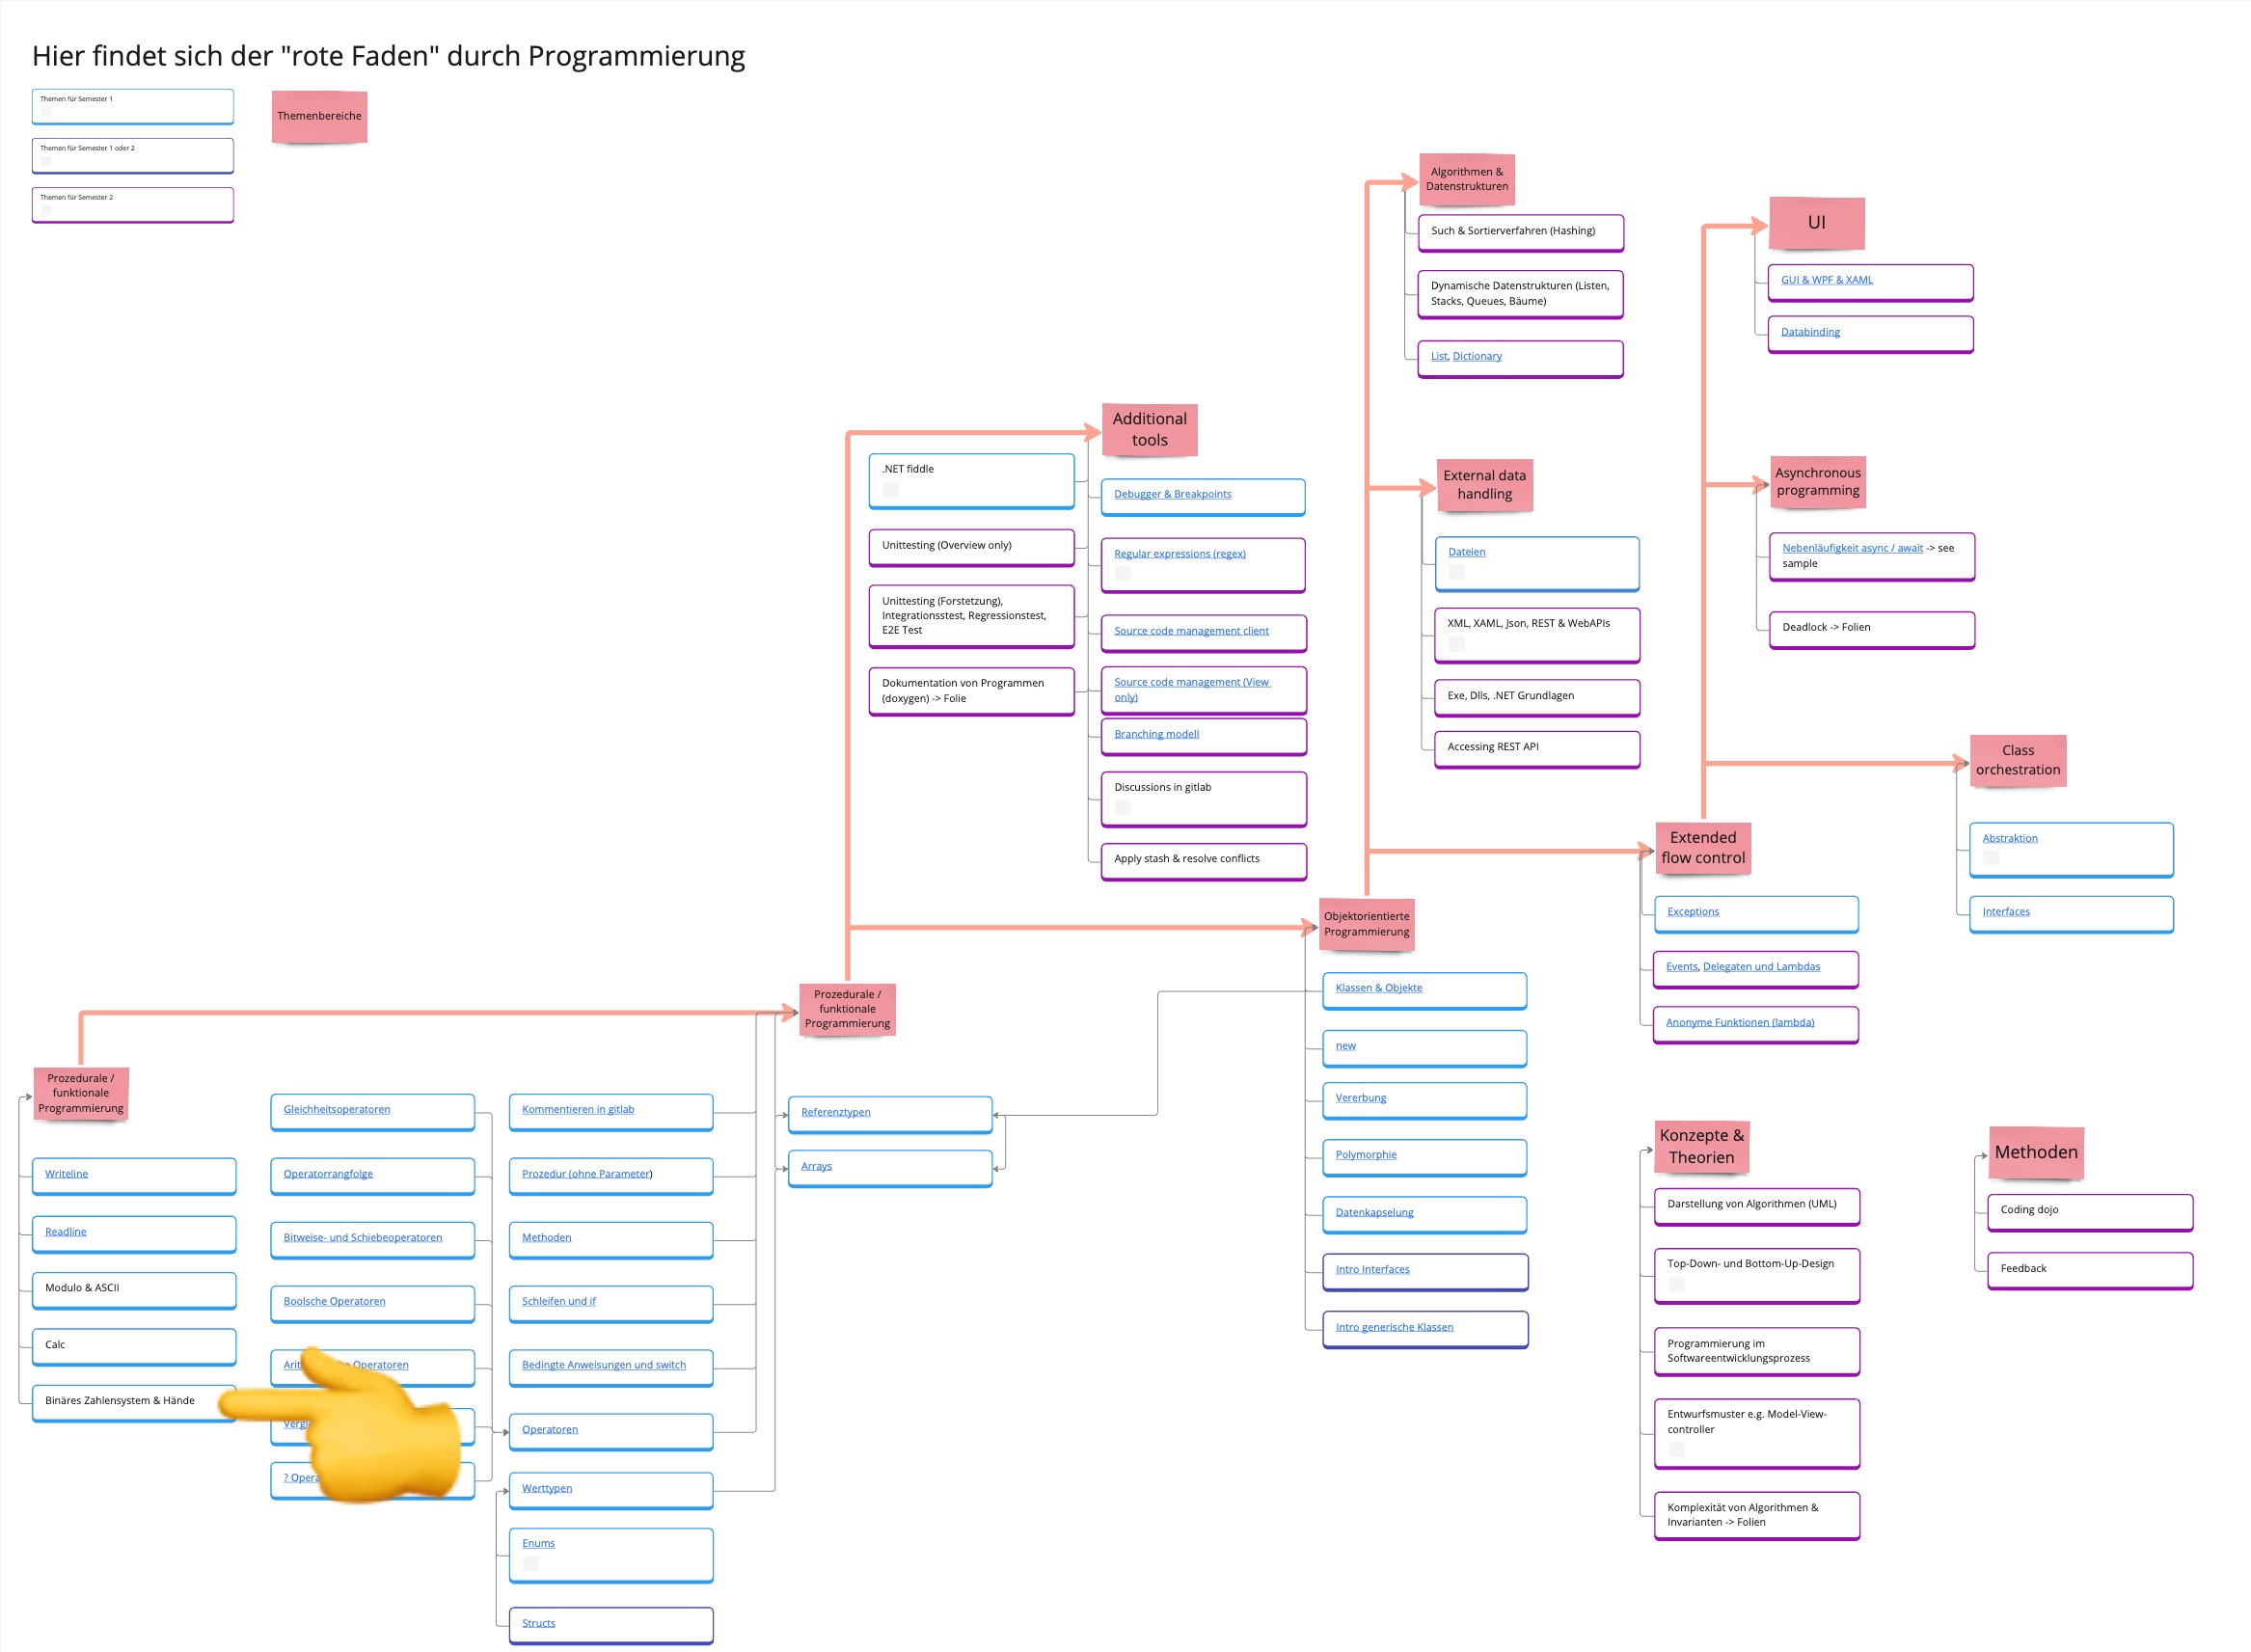 Hier findet sich der "rote Faden" durch Programmierung
Themen für Semester 1
Themen für Semester 1 oder 2
Themen für Semester 2
Themenbereiche
Algorithmen &
Datenstrukturen
Such & Sortierverfahren (Hashing)
Dynamische Datenstrukturen (Listen,
Stacks, Queues, Bäume)
List, Dictionary
UI
GUI & WPF & XAML
Databinding
Additional
tools
.NET fiddle
Unittesting (Overview only)
Unittesting (Forstetzung),
Integrationsstest, Regressionstest,
E2E Test
Dokumentation von Programmen
(doxygen) -> Folie
Debugger & Breakpoints
Regular expressions (regex)
Source code management client
Source code management (View
only)
Branching modell
Discussions in gitlab
Apply stash & resolve conflicts
External data
handling
Dateien
XML, XAML, Json, REST & WebAPIs
Exe, Dlls, .NET Grundlagen
Accessing REST API
Asynchronous
programming
Nebenläufigkeit async / await -> see
sample
Deadlock -> Folien
Class
orchestration
Abstraktion
Interfaces
Extended
flow control
Exceptions
Events, Delegaten und Lambdas
Anonyme Funktionen (lambda)
Objektorientierte
Programmierung
Klassen & Objekte
new
Vererbung
Polymorphie
Datenkapselung
Intro Interfaces
Intro generische Klassen
Prozedurale /
funktionale
Programmierung
Referenztypen
Arrays
Prozedurale /
funktionale
Programmierung
Writeline
Readline
Modulo & ASCII
Calc
Binäres Zahlensystem & Hände
Gleichheitsoperatoren
Operatorrangfolge
Bitweise- und Schiebeoperatoren
Boolsche Operatoren
Operatoren
?
Kommentieren in gitlab
Prozedur (ohne Parameter)
Methoden
Schleifen und if
Bedingte Anweisungen und switch
Operatoren
Werttypen
Enums
Structs
Konzepte &
Theorien
Darstellung von Algorithmen (UML)
Top-Down- und Bottom-Up-Design
Programmierung im
Softwareentwicklungsprozess
Entwurfsmuster e.g. Model-View-
controller
Komplexität von Algorithmen &
Invarianten -> Folien
Methoden
Coding dojo
Feedback